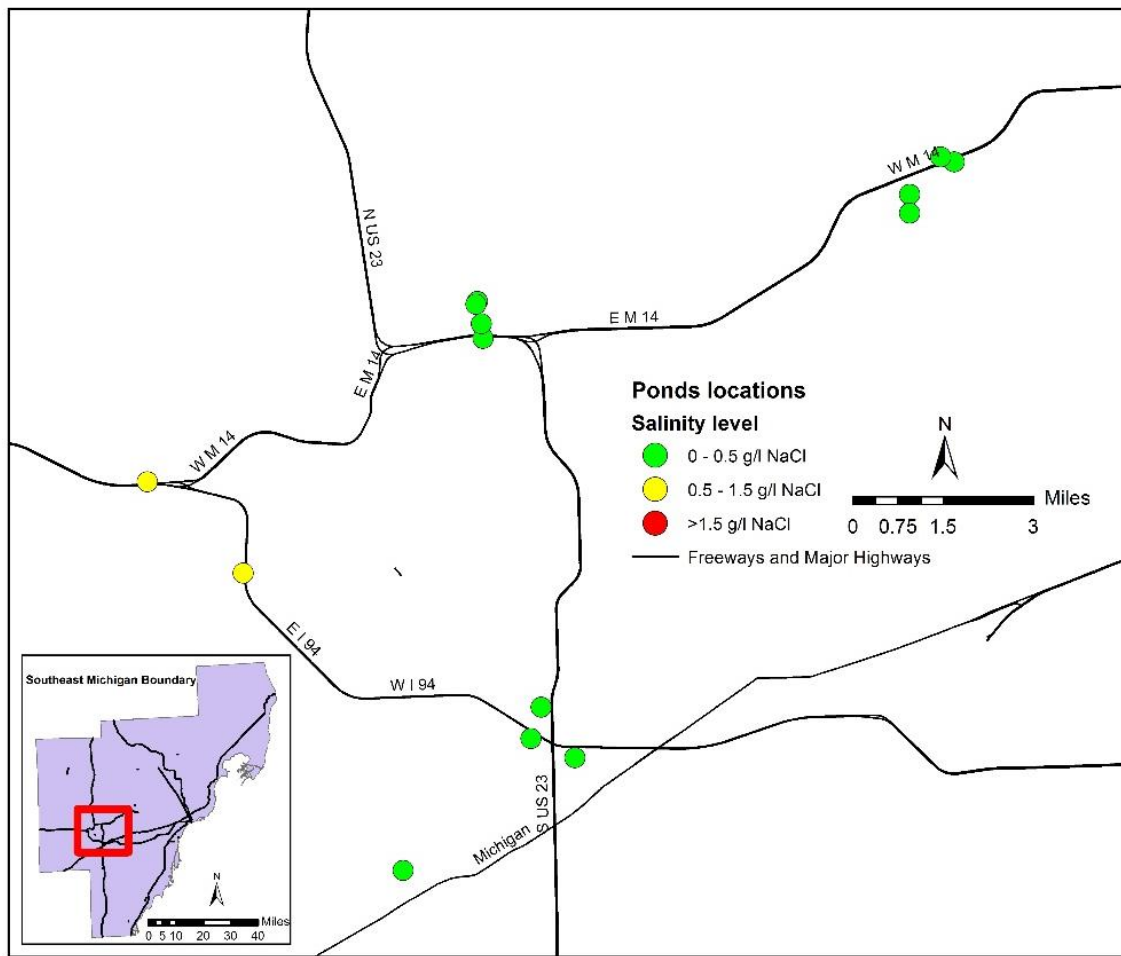 N US 23
W M 14
E M 14
E M 14
W M 14
Ponds locations
Salinity level
0 - 0.5 g/l NaCl
0.5 - 1.5 g/l NaCl
>1.5 g/l NaCl
Freeways and Major Highways
N
Miles
0 0.75 1.5 3
E I 94
W I 94
S US 23
Michigan
Southeast Michigan Boundary
N
Miles
0 5 10 20 30 40